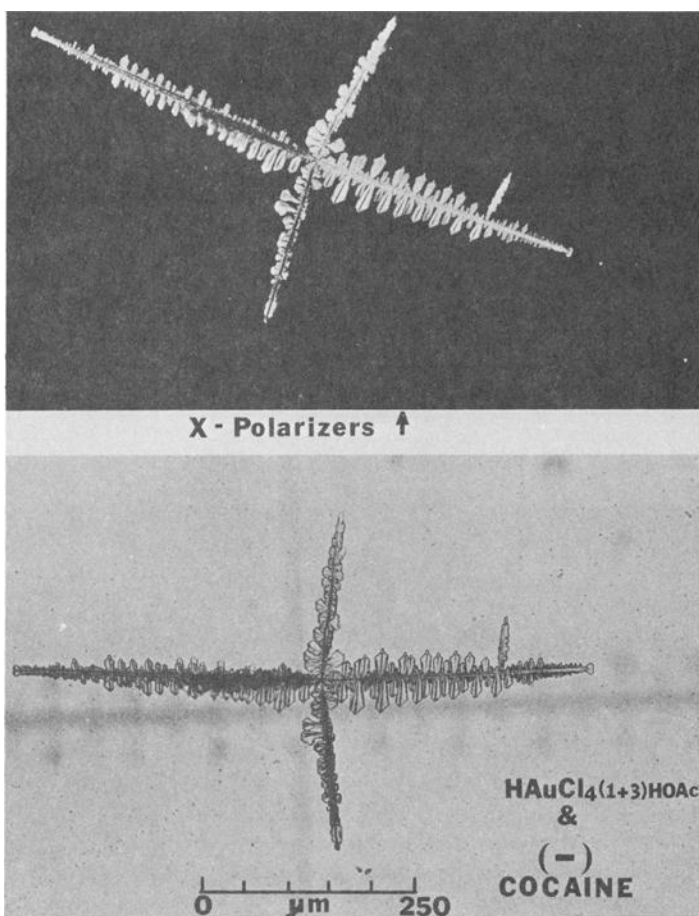 X - Polarizers ↑
HAuCl4(1+3)HOAc
&
(-)
COCAINE
0 μm 250